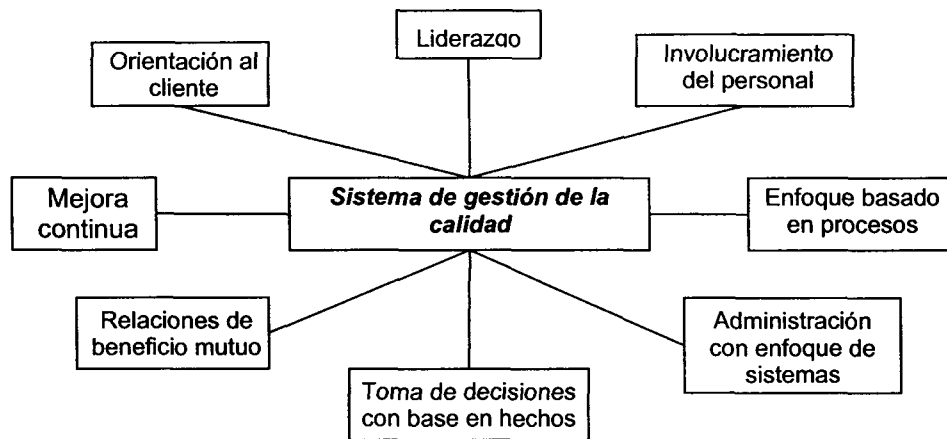 Liderazgo
Orientación al
cliente
Involucramiento
del personal
Mejora
continua
Sistema de gestión de la
calidad
Enfoque basado
en procesos
Relaciones de
beneficio mutuo
Administración
con enfoque de
sistemas
Toma de decisiones
con base en hechos